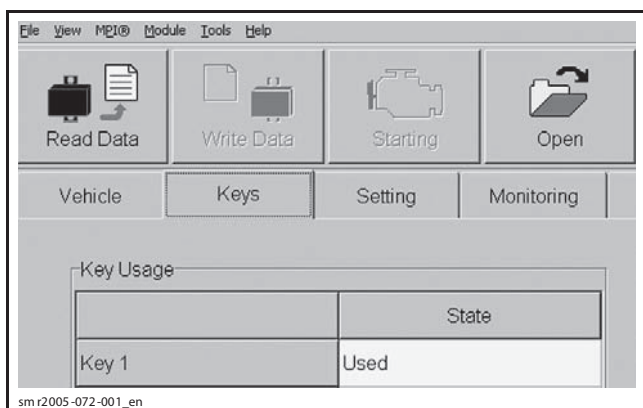 File View MPI® Module Tools Help
Read Data Write Data Starting Open
Vehicle Keys Setting Monitoring
Key Usage
State
Key 1 Used
smr2005-072-001_en